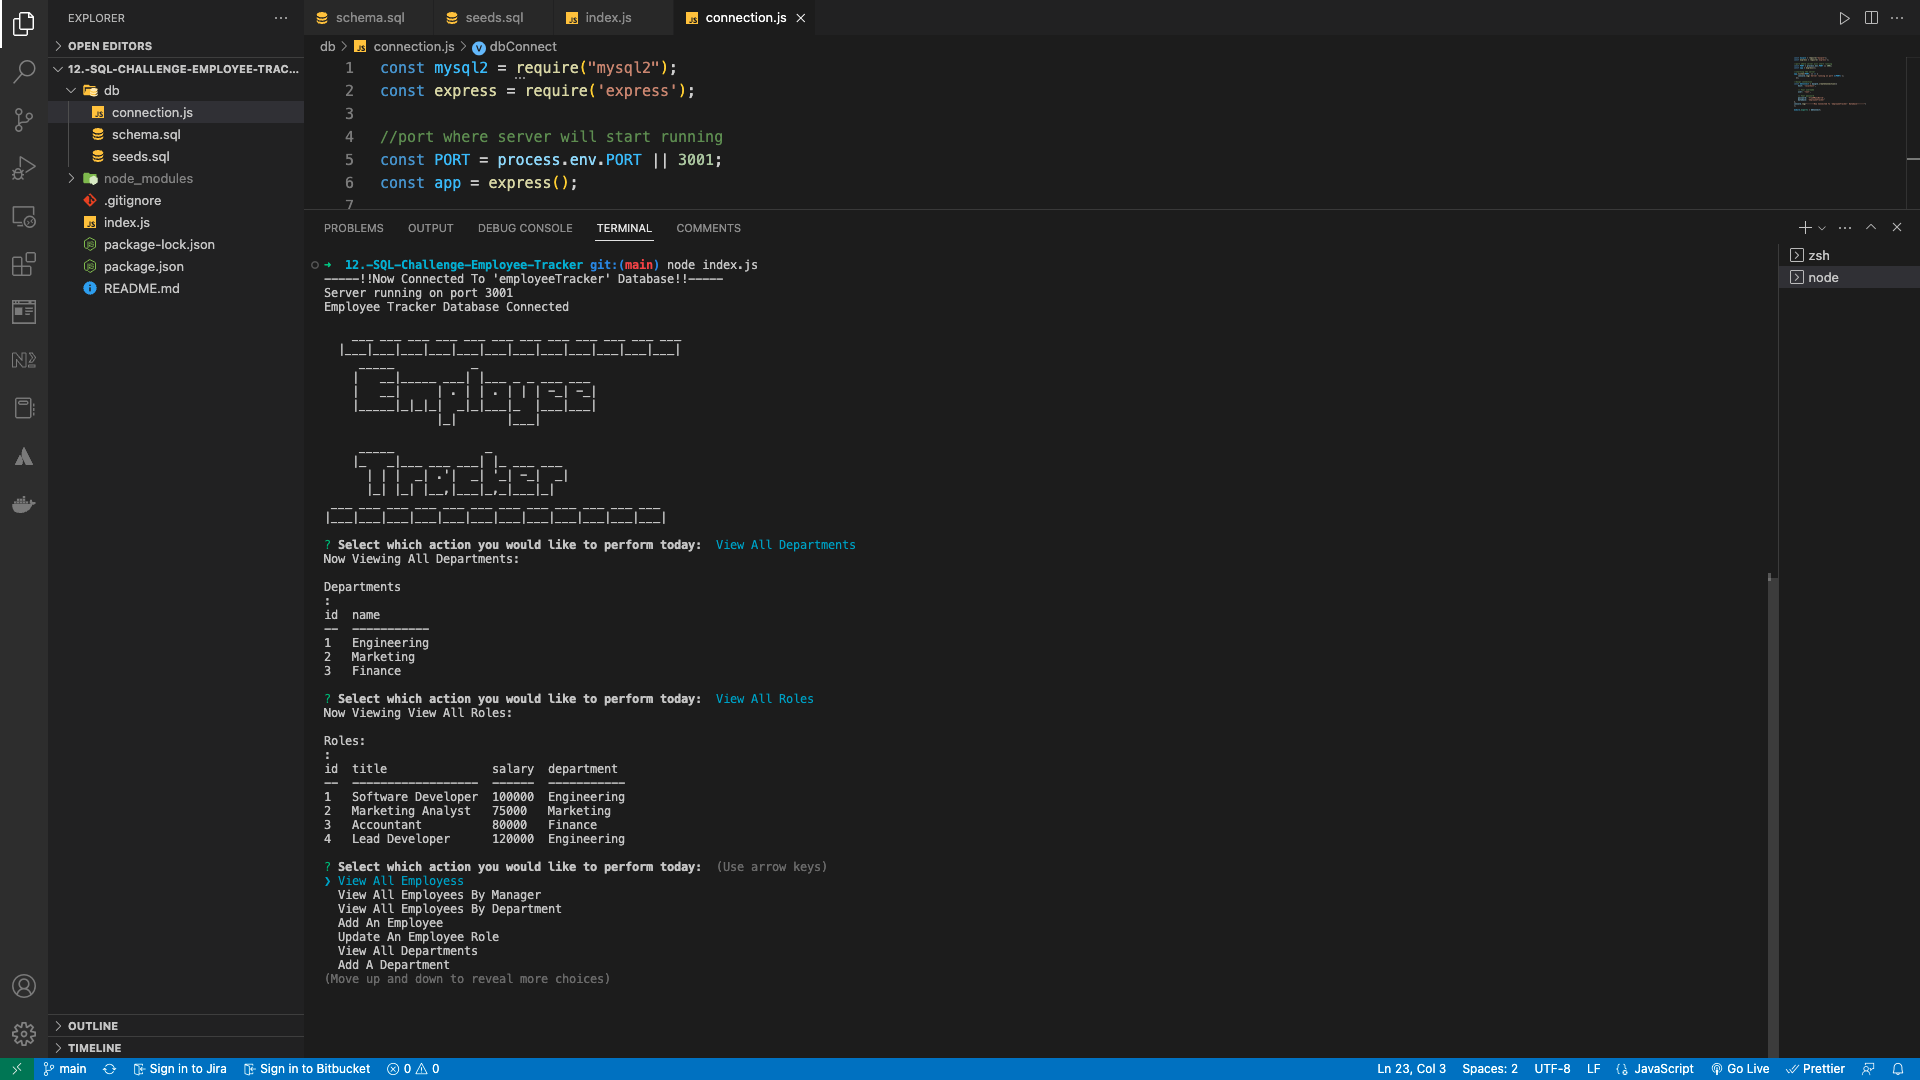 EXPLORER
OPEN EDITORS
12.-SQL-CHALLENGE-EMPLOYEE-TRAC...
db
connection.js
schema.sql
seeds.sql
node_modules
.gitignore
index.js
package-lock.json
package.json
README.md
OUTLINE
TIMELINE
schema.sql
seeds.sql
index.js
connection.js
db > connection.js > dbConnect
1 const mysql2 = require("mysql2");
2 const express = require('express');
3
4 //port where server will start running
5 const PORT = process.env.PORT || 3001;
6 const app = express();
7
PROBLEMS OUTPUT DEBUG CONSOLE TERMINAL COMMENTS
zsh
node
➜ 12.-SQL-Challenge-Employee-Tracker git:(main) node index.js
-----!!Now Connected To 'employeeTracker' Database!!-----
Server running on port 3001
Employee Tracker Database Connected
Employee
Tracker
? Select which action you would like to perform today: View All Departments
Now Viewing All Departments:
Departments
:
id name
-- -----------
1 Engineering
2 Marketing
3 Finance
? Select which action you would like to perform today: View All Roles
Now Viewing View All Roles:
Roles:
:
id title salary department
-- ------------------ ------ -----------
1 Software Developer 100000 Engineering
2 Marketing Analyst 75000 Marketing
3 Accountant 80000 Finance
4 Lead Developer 120000 Engineering
? Select which action you would like to perform today: (Use arrow keys)
❯ View All Employess
View All Employees By Manager
View All Employees By Department
Add An Employee
Update An Employee Role
View All Departments
Add A Department
(Move up and down to reveal more choices)
main Sign in to Jira Sign in to Bitbucket 0 0 Ln 23, Col 3 Spaces: 2 UTF-8 LF {} JavaScript Go Live Prettier